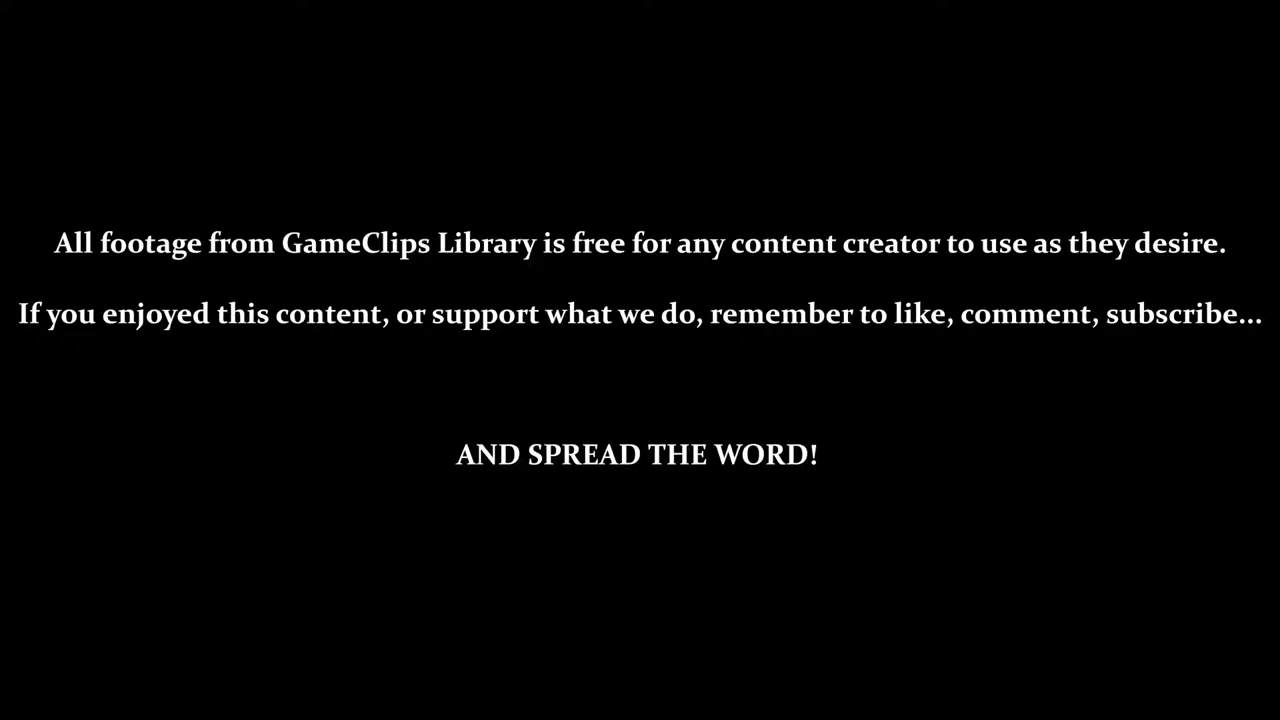 All footage from GameClips Library is free for any content creator to use as they desire.
If you enjoyed this content, or support what we do, remember to like, comment, subscribe...
AND SPREAD THE WORD!